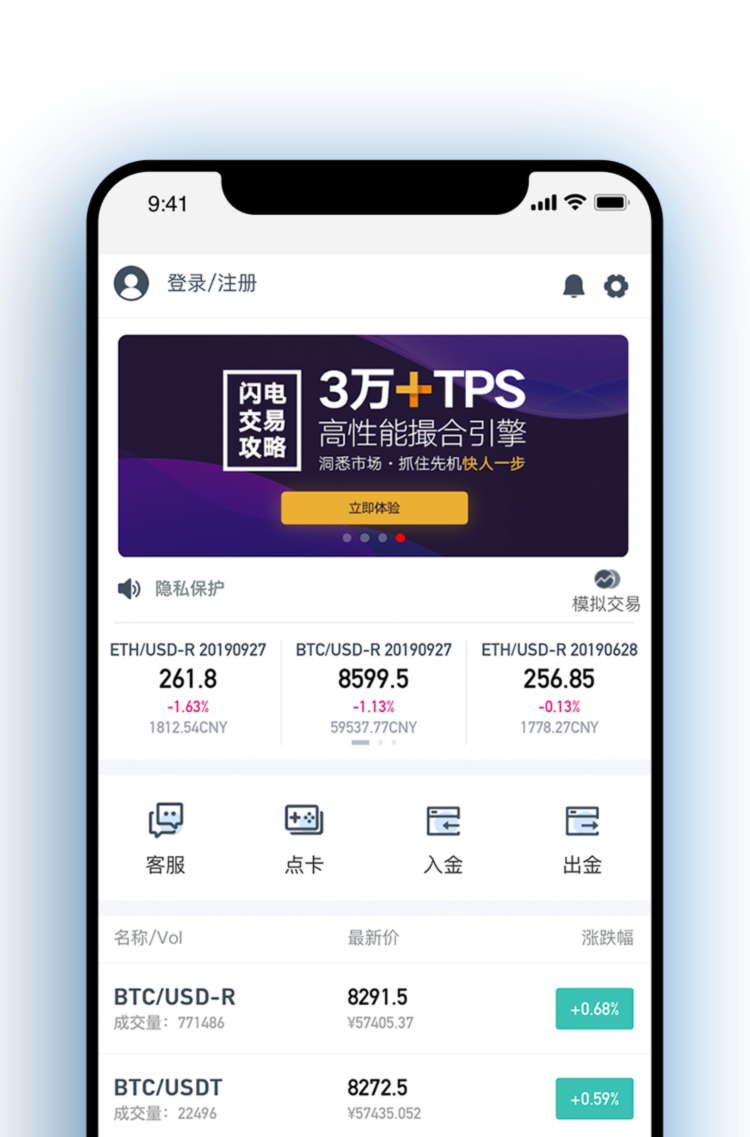 9:41
登录/注册
闪电
交易
攻略
3万+TPS
高性能撮合引擎
洞悉市场·抓住先机快人一步
立即体验
隐私保护
模拟交易
ETH/USD-R 20190927
261.8
-1.63%
1812.54CNY
BTC/USD-R 20190927
8599.5
-1.13%
59537.77CNY
ETH/USD-R 20190628
256.85
-0.13%
1778.27CNY
客服
点卡
入金
出金
名称/Vol 最新价 涨跌幅
BTC/USD-R 8291.5 +0.68%
成交量：771486 ¥57405.37
BTC/USDT 8272.5 +0.59%
成交量：22496 ¥57435.052